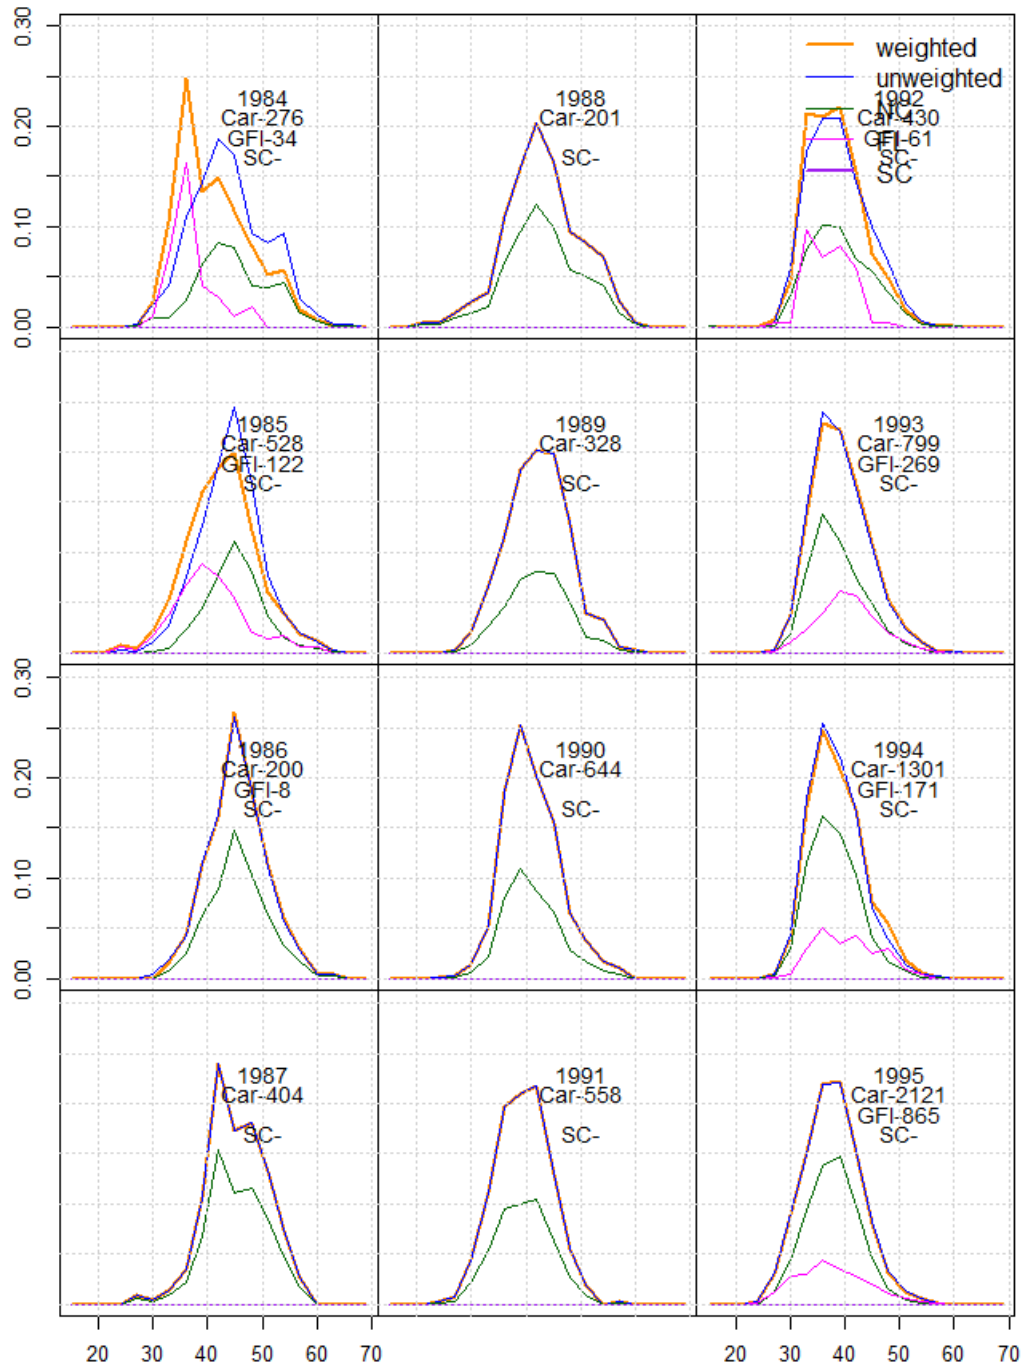 0.30
0.20
0.10
0.00
1984
Car-276
GFI-34
SC-
1988
Car-201
SC-
weighted
unweighted
NC
FL
SC
1992
Car-430
GFI-61
SC-
1985
Car-528
GFI-122
SC-
1989
Car-328
SC-
1993
Car-799
GFI-269
SC-
0.30
0.20
0.10
0.00
1986
Car-200
GFI-8
SC-
1990
Car-644
SC-
1994
Car-1301
GFI-171
SC-
1987
Car-404
SC-
1991
Car-558
SC-
1995
Car-2121
GFI-865
SC-
20 30 40 50 60 70
20 30 40 50 60 70